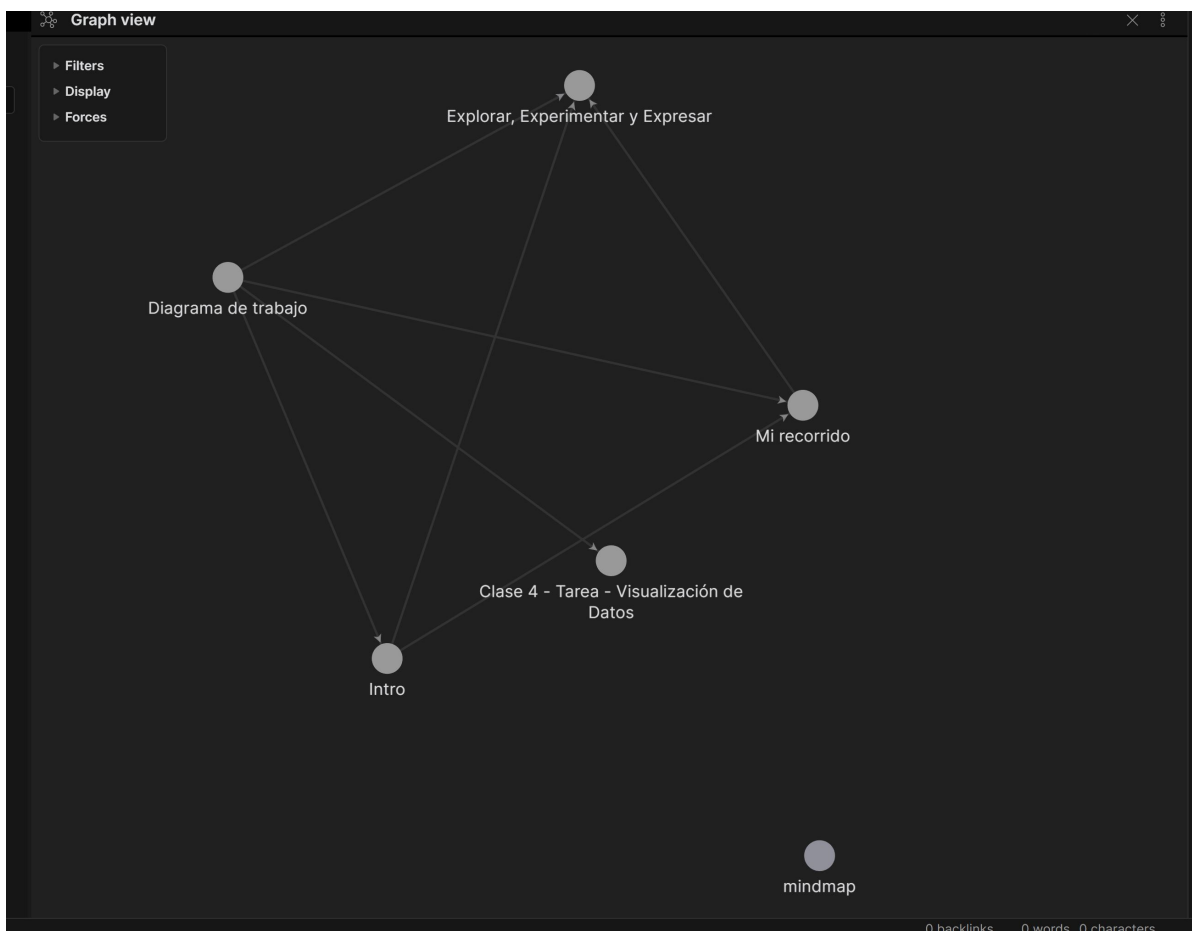 Graph view
Filters
Display
Forces
Explorar, Experimentar y Expresar
Diagrama de trabajo
Mi recorrido
Clase 4 - Tarea - Visualización de
Datos
Intro
mindmap
0 backlinks 0 words 0 characters